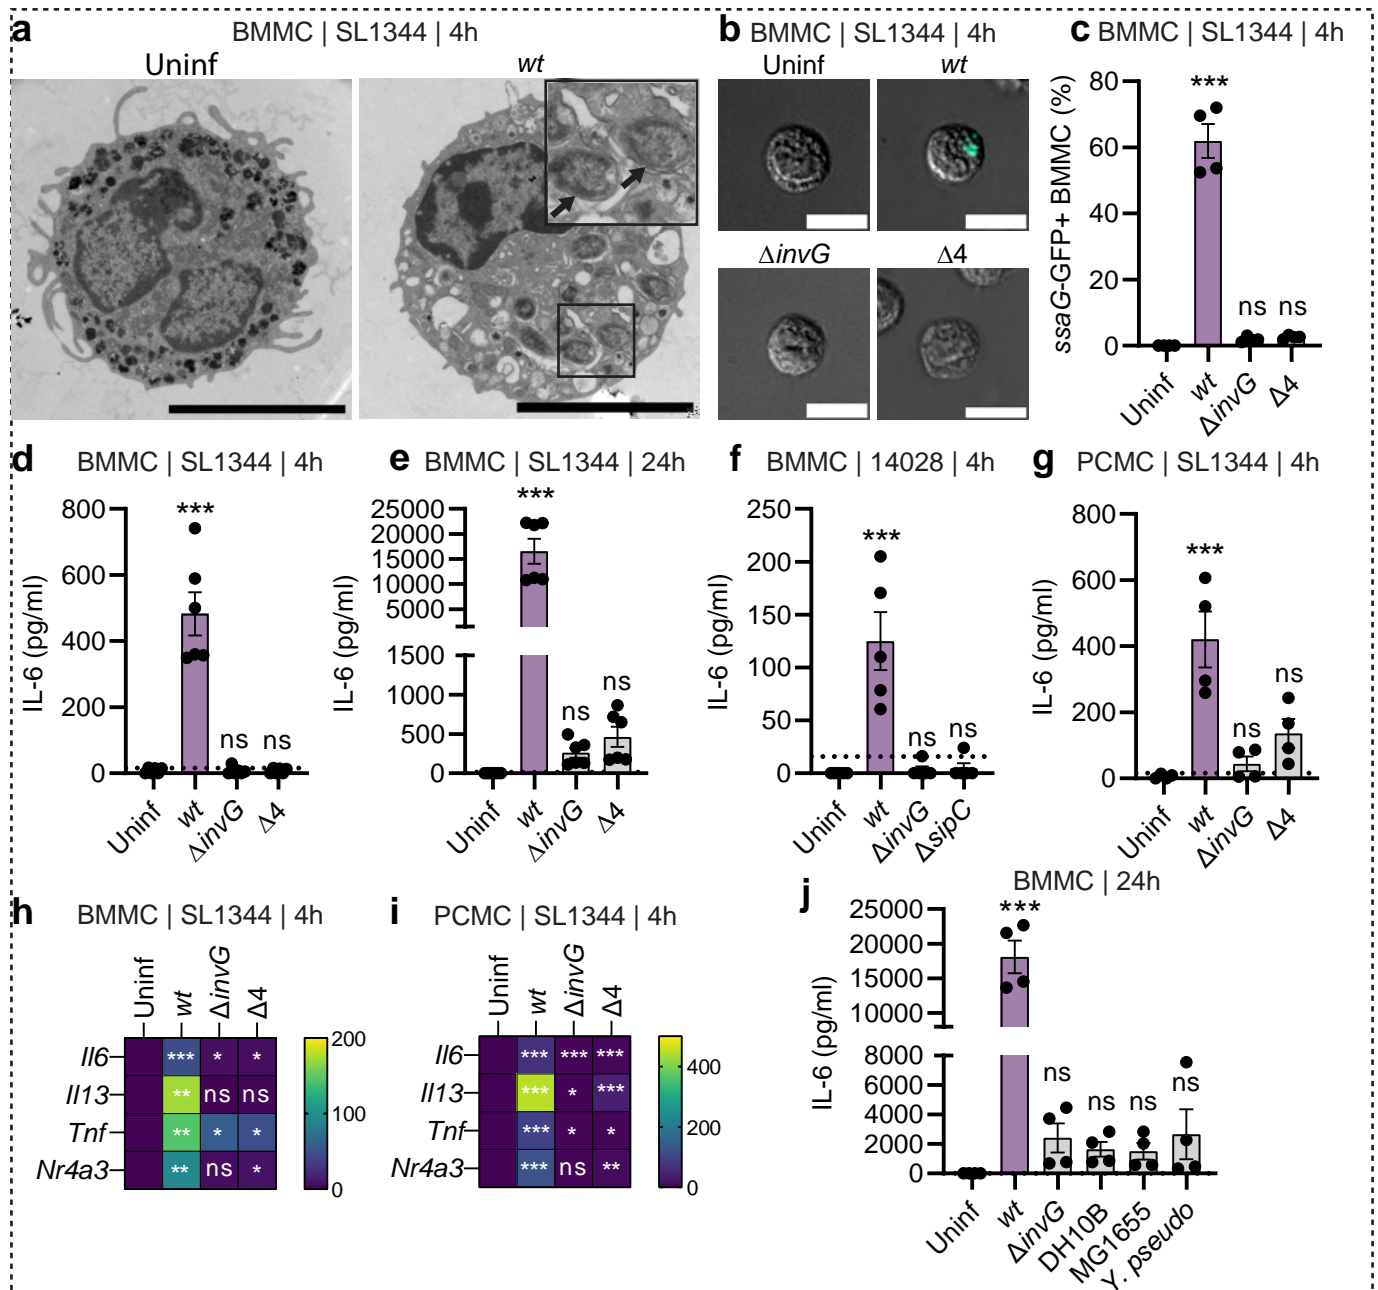 a BMMC | SL1344 | 4h
Uninf wt
b BMMC | SL1344 | 4h
Uninf wt
ΔinvG Δ4
c BMMC | SL1344 | 4h
ssaG-GFP+ BMMC (%)
80
60
40
20
0
***
ns ns
Uninf wt ΔinvG Δ4
d BMMC | SL1344 | 4h
IL-6 (pg/ml)
800
600
400
200
0
***
ns ns
Uninf wt ΔinvG Δ4
e BMMC | SL1344 | 24h
IL-6 (pg/ml)
25000
20000
15000
10000
5000
1500
1000
500
0
***
ns ns
Uninf wt ΔinvG Δ4
f BMMC | 14028 | 4h
IL-6 (pg/ml)
250
200
150
100
50
0
***
ns ns
Uninf wt ΔinvG ΔsipC
g PCMC | SL1344 | 4h
IL-6 (pg/ml)
800
600
400
200
0
***
ns ns
Uninf wt ΔinvG Δ4
h BMMC | SL1344 | 4h
Uninf wt ΔinvG Δ4
Il6 *** * *
Il13 ** ns ns
Tnf ** * *
Nr4a3 ** ns *
200
100
0
i PCMC | SL1344 | 4h
Uninf wt ΔinvG Δ4
Il6 *** *** ***
Il13 *** * ***
Tnf *** * *
Nr4a3 *** ns **
400
200
0
j BMMC | 24h
IL-6 (pg/ml)
25000
20000
15000
10000
8000
6000
4000
2000
0
***
ns ns ns ns
Uninf wt ΔinvG DH10B MG1655 Y. pseudo